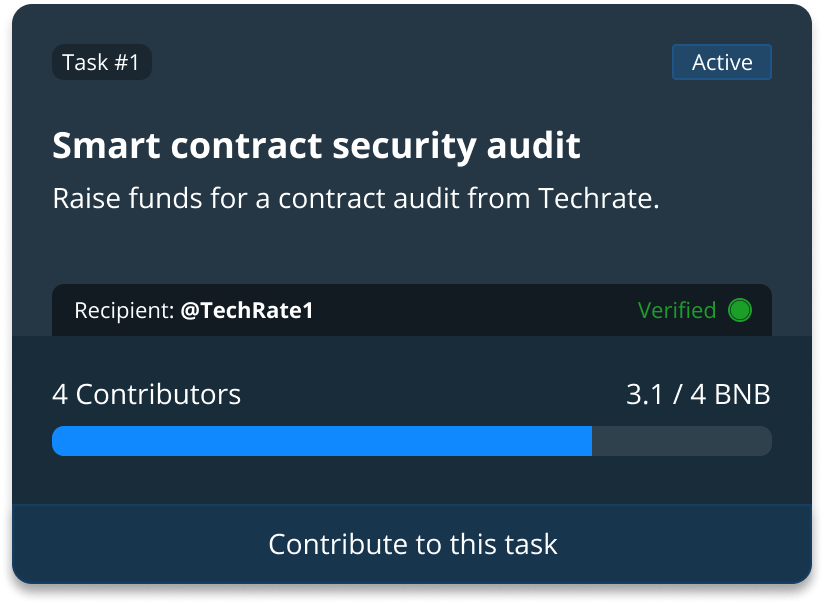 Task #1
Active
Smart contract security audit
Raise funds for a contract audit from Techrate.
Recipient: @TechRate1
Verified
4 Contributors
3.1 / 4 BNB
Contribute to this task